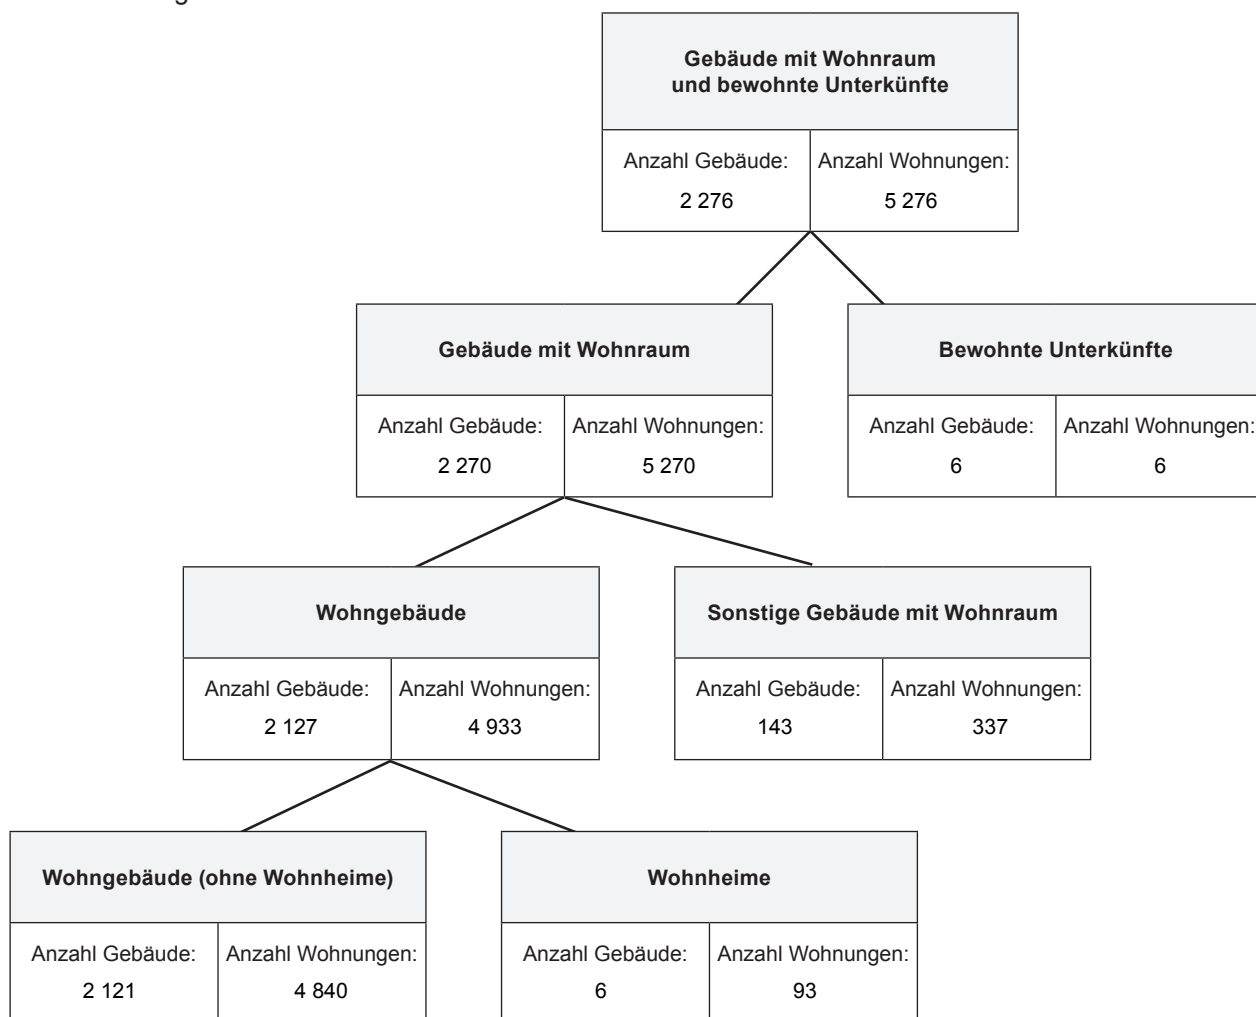 Gebäude mit Wohnraum
und bewohnte Unterkünfte
Anzahl Gebäude: Anzahl Wohnungen:
2 276 5 276
Gebäude mit Wohnraum
Bewohnte Unterkünfte
Anzahl Gebäude: Anzahl Wohnungen:
2 270 5 270
Anzahl Gebäude: Anzahl Wohnungen:
6 6
Wohngebäude
Sonstige Gebäude mit Wohnraum
Anzahl Gebäude: Anzahl Wohnungen:
2 127 4 933
Anzahl Gebäude: Anzahl Wohnungen:
143 337
Wohngebäude (ohne Wohnheime)
Wohnheime
Anzahl Gebäude: Anzahl Wohnungen:
2 121 4 840
Anzahl Gebäude: Anzahl Wohnungen:
6 93